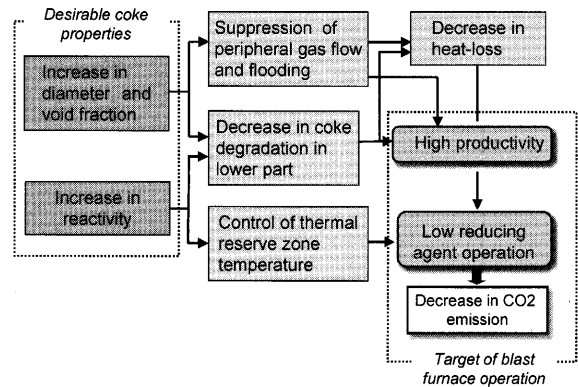 Desirable coke
properties
Increase in
diameter and
void fraction
Increase in
reactivity
Suppression of
peripheral gas flow
and flooding
Decrease in coke
degradation in
lower part
Control of thermal
reserve zone
temperature
Decrease in
heat-loss
High productivity
Low reducing
agent operation
Decrease in CO2
emission
Target of blast
furnace operation